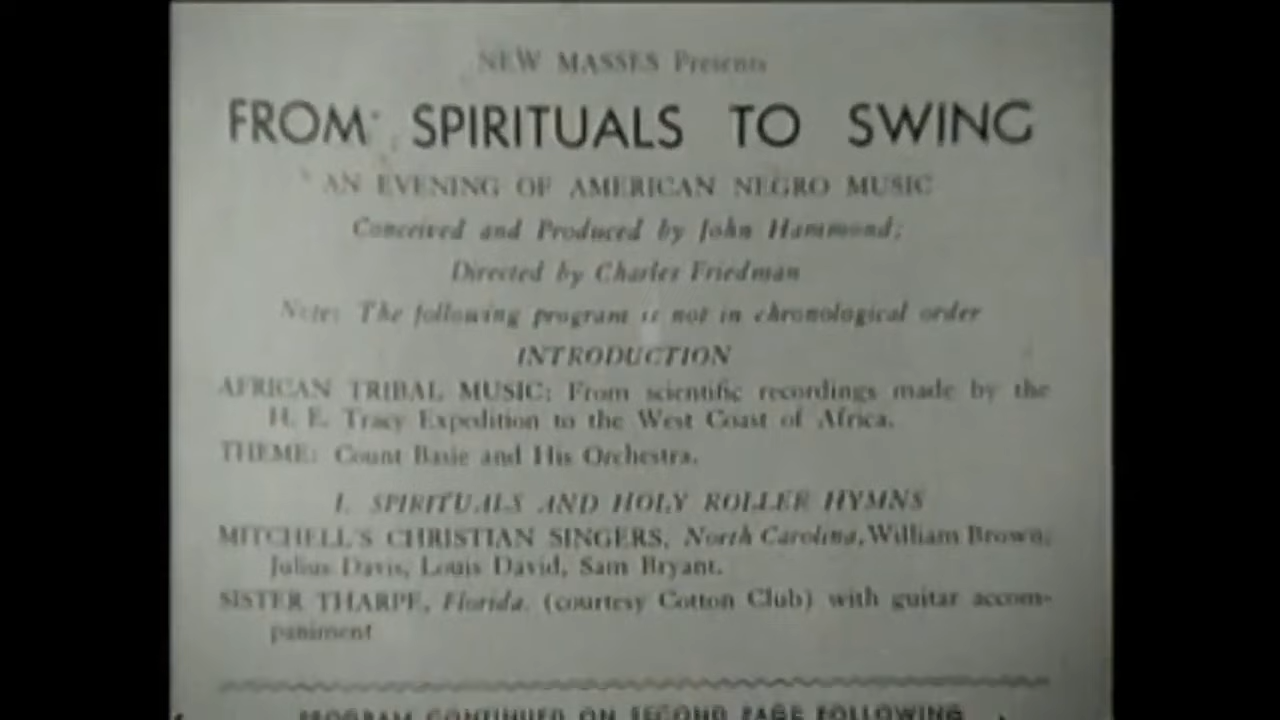 NEW MASSES Presents
FROM SPIRITUALS TO SWING
AN EVENING OF AMERICAN NEGRO MUSIC
Conceived and Produced by John Hammond;
Directed by Charles Friedman
Note: The following program is not in chronological order
INTRODUCTION
AFRICAN TRIBAL MUSIC: From scientific recordings made by the
H. E. Tracy Expedition to the West Coast of Africa.
THEME: Count Basie and His Orchestra.
I. SPIRITUALS AND HOLY ROLLER HYMNS
MITCHELL'S CHRISTIAN SINGERS, North Carolina, William Brown,
Julius Davis, Louis David, Sam Bryant.
SISTER THARPE, Florida. (courtesy Cotton Club) with guitar accom-
paniment
PROGRAM CONTINUED ON SECOND PAGE FOLLOWING